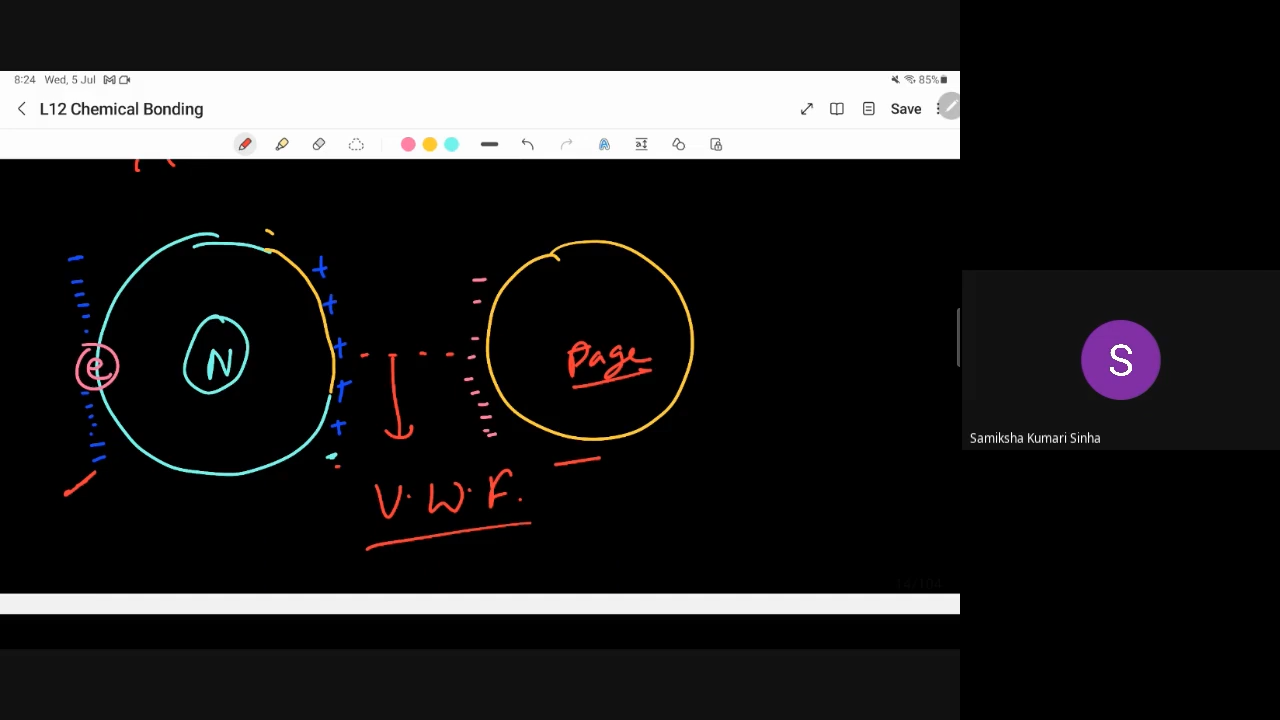 8:24 Wed, 5 Jul
85%
L12 Chemical Bonding
Save
e
N
Page
V.W.F.
S
Samiksha Kumari Sinha